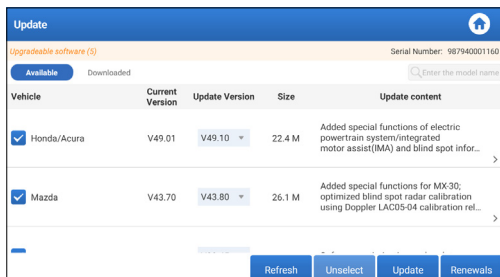 Update
Upgradeable software (5)
Serial Number: 987940001160
Available
Downloaded
Enter the model name
Vehicle
Current Version
Update Version
Size
Update content
Honda/Acura
V49.01
V49.10
22.4 M
Added special functions of electric
powertrain system/integrated
motor assist(IMA) and blind spot infor...
Mazda
V43.70
V43.80
26.1 M
Added special functions for MX-30;
optimized blind spot radar calibration
using Doppler LAC05-04 calibration rel...
Refresh
Unselect
Update
Renewals